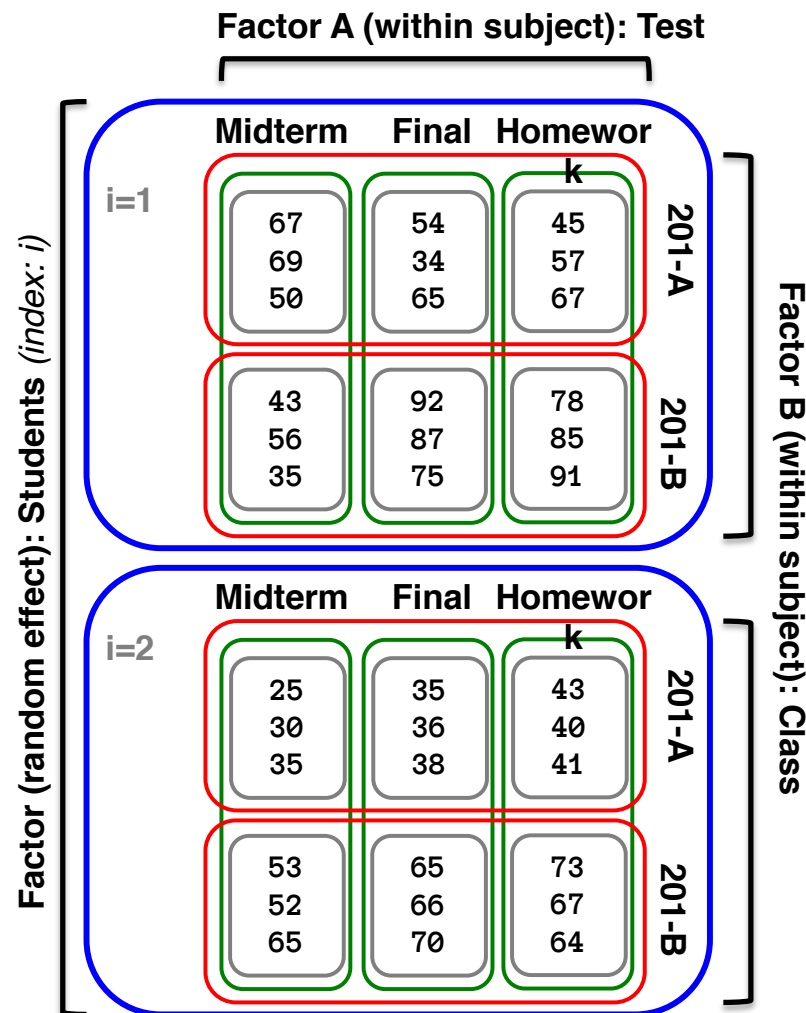 Factor A (within subject): Test
Factor (random effect): Students (index: i)
Midterm Final Homewor
k
i=1
67 54 45
69 34 57
50 65 67
201-A
43 92 78
56 87 85
35 75 91
201-B
Factor B (within subject): Class
Midterm Final Homewor
k
i=2
25 35 43
30 36 40
35 38 41
201-A
53 65 73
52 66 67
65 70 64
201-B